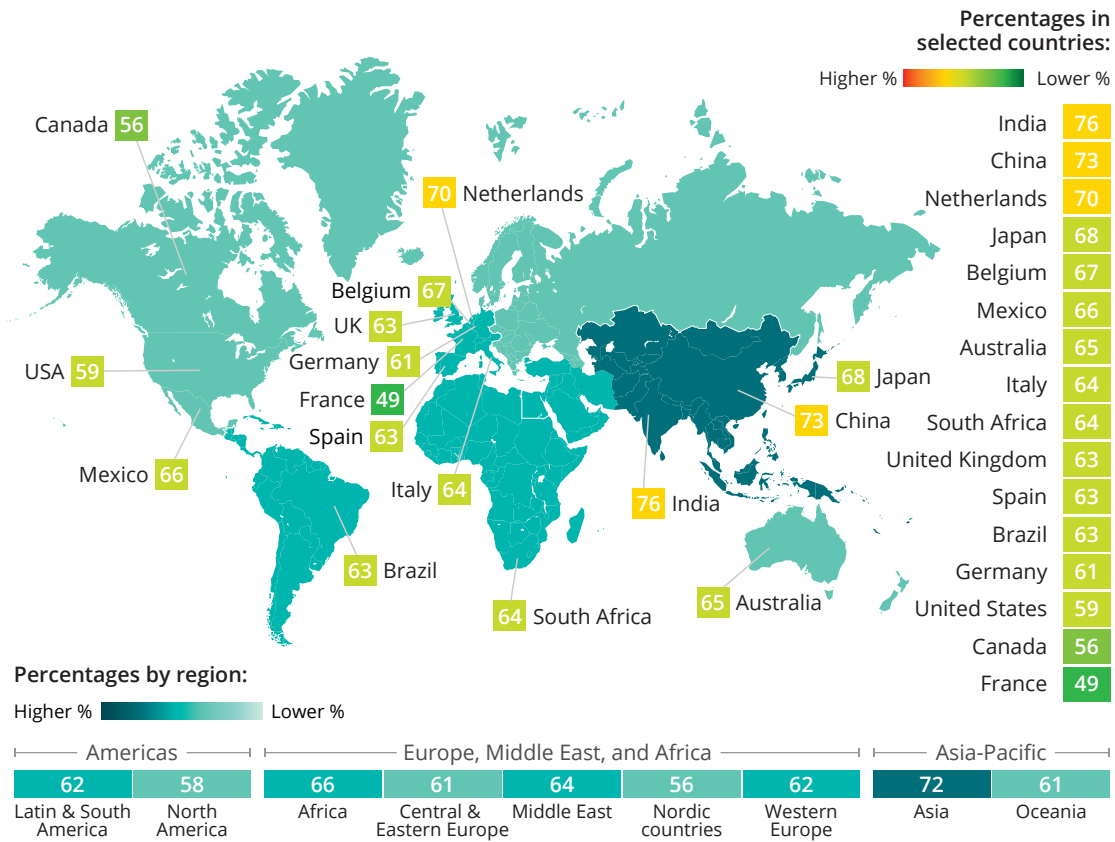 Percentages in
selected countries:
Higher %
Lower %
India 76
China 73
Netherlands 70
Japan 68
Belgium 67
Mexico 66
Australia 65
Italy 64
South Africa 64
United Kingdom 63
Spain 63
Brazil 63
Germany 61
United States 59
Canada 56
France 49
Canada 56
70 Netherlands
Belgium 67
UK 63
Germany 61
USA 59
France 49
68 Japan
73 China
Spain 63
Mexico 66
Italy 64
76 India
63 Brazil
65 Australia
64 South Africa
Percentages by region:
Higher %
Lower %
Americas
62
Latin & South
America
58
North
America
Europe, Middle East, and Africa
66
Africa
61
Central &
Eastern Europe
64
Middle East
56
Nordic
countries
62
Western
Europe
Asia-Pacific
72
Asia
61
Oceania